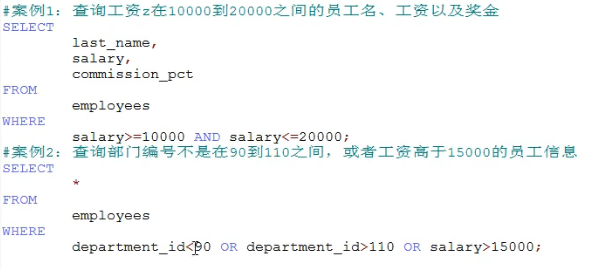 #案例1：查询工资z在10000到20000之间的员工名、工资以及奖金
SELECT
last_name,
salary,
commission_pct
FROM
employees
WHERE
salary>=10000 AND salary<=20000;
#案例2：查询部门编号不是在90到110之间，或者工资高于15000的员工信息
SELECT
*
FROM
employees
WHERE
department_id<90 OR department_id>110 OR salary>15000;